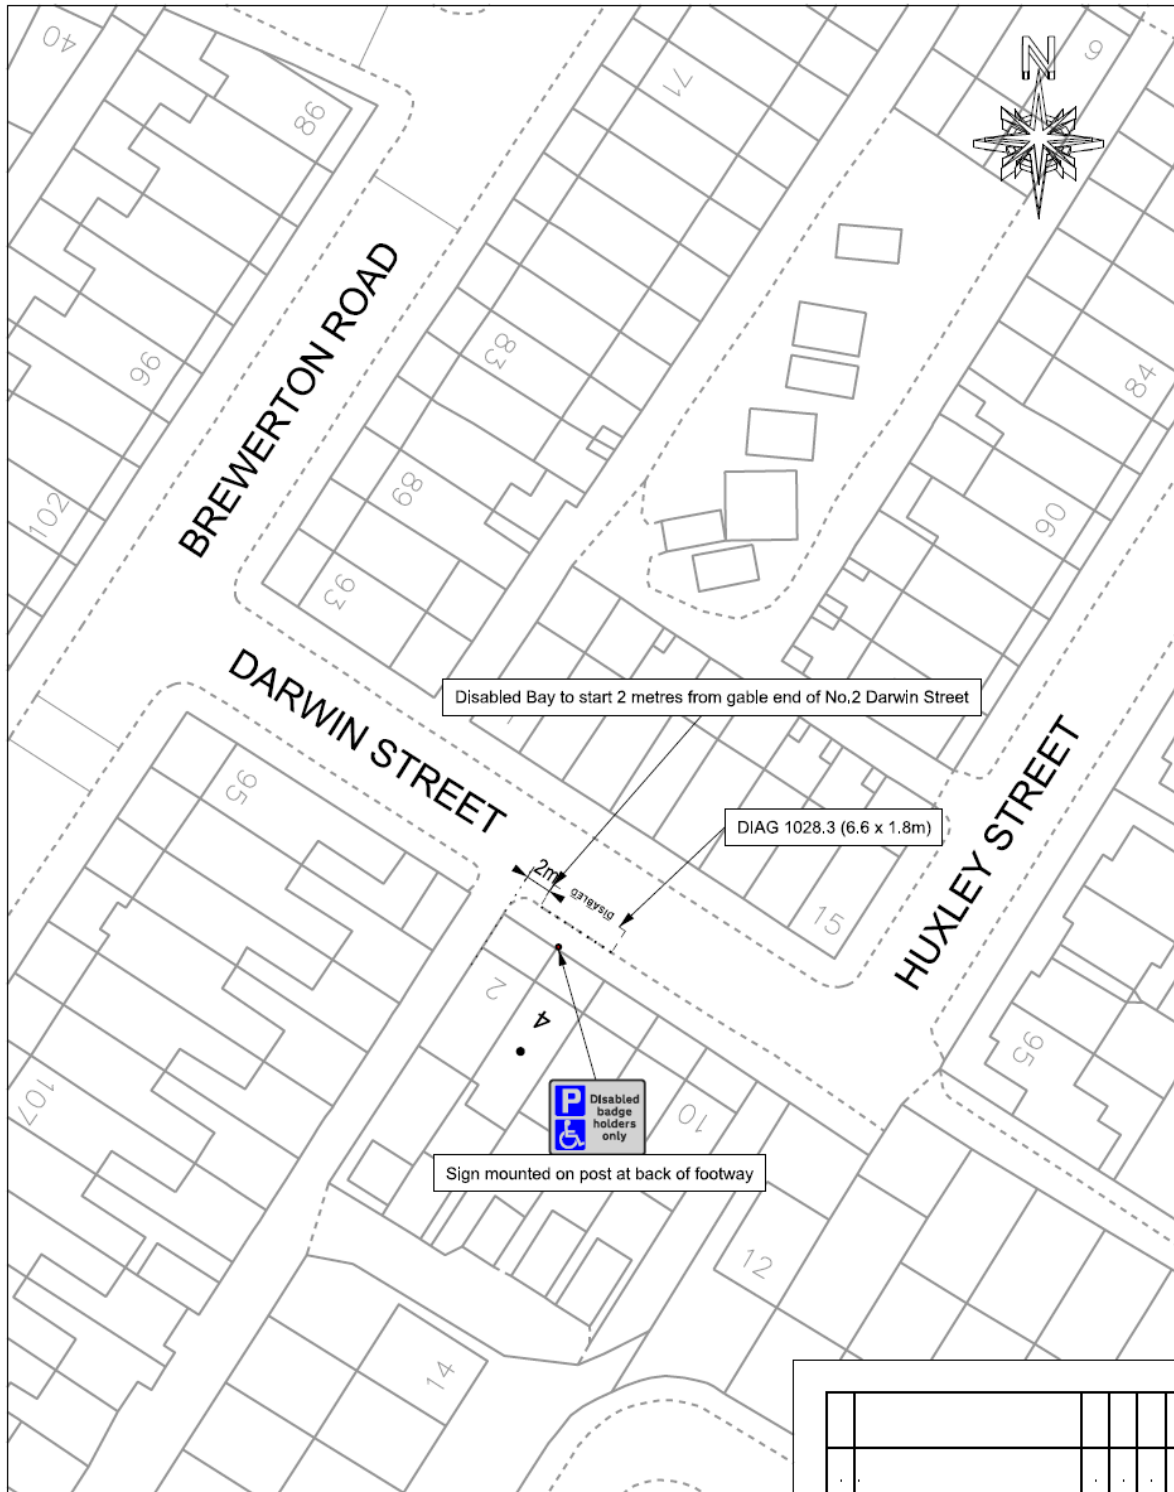 40
98
71
9
N
BREWERTON ROAD
96
83
84
102
89
90
93
DARWIN STREET
Disabled Bay to start 2 metres from gable end of No.2 Darwin Street
95
DIAG 1028.3 (6.6 x 1.8m)
HUXLEY STREET
2m
DISABLED
15
2
4
95
107
P
Disabled
badge
holders
only
10
Sign mounted on post at back of footway
12
14